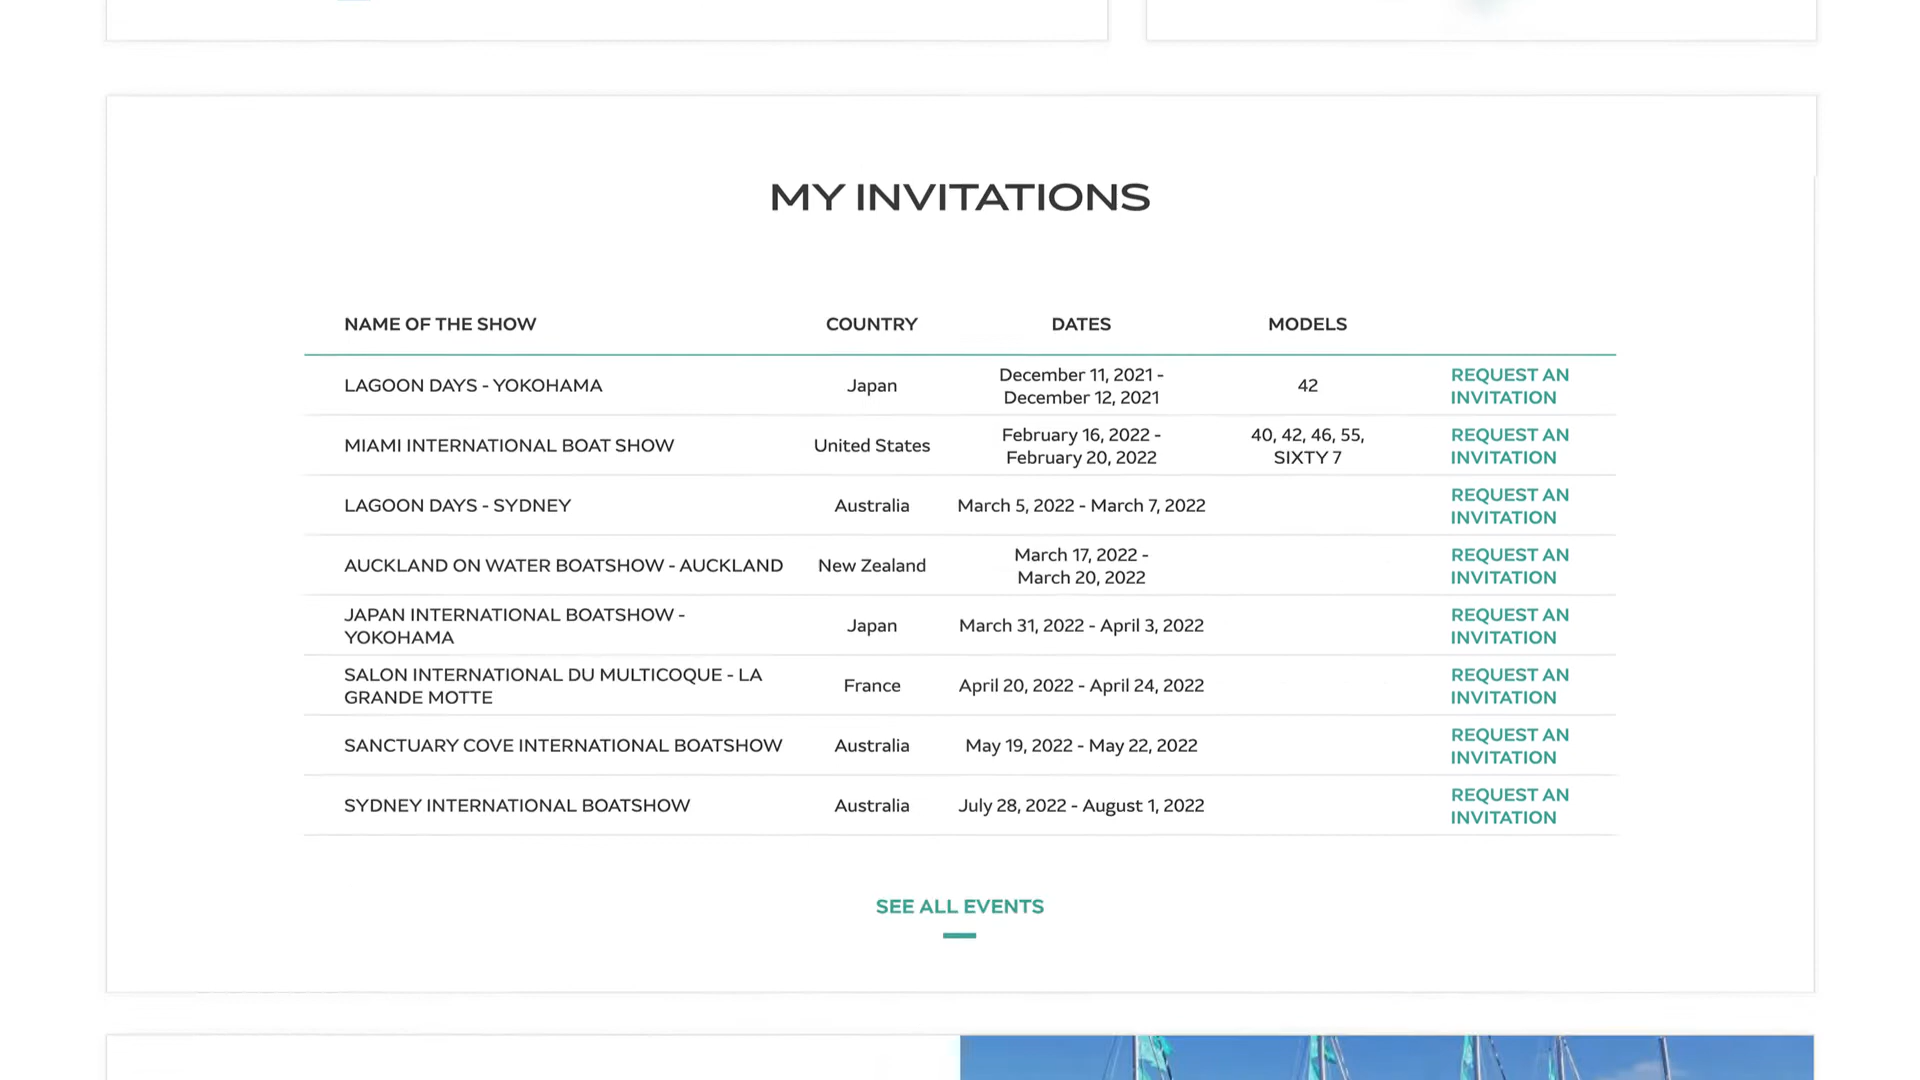 MY INVITATIONS
NAME OF THE SHOW COUNTRY DATES MODELS
LAGOON DAYS - YOKOHAMA Japan December 11, 2021 - December 12, 2021 42 REQUEST AN INVITATION
MIAMI INTERNATIONAL BOAT SHOW United States February 16, 2022 - February 20, 2022 40, 42, 46, 55, SIXTY 7 REQUEST AN INVITATION
LAGOON DAYS - SYDNEY Australia March 5, 2022 - March 7, 2022 REQUEST AN INVITATION
AUCKLAND ON WATER BOATSHOW - AUCKLAND New Zealand March 17, 2022 - March 20, 2022 REQUEST AN INVITATION
JAPAN INTERNATIONAL BOATSHOW - YOKOHAMA Japan March 31, 2022 - April 3, 2022 REQUEST AN INVITATION
SALON INTERNATIONAL DU MULTICOQUE - LA GRANDE MOTTE France April 20, 2022 - April 24, 2022 REQUEST AN INVITATION
SANCTUARY COVE INTERNATIONAL BOATSHOW Australia May 19, 2022 - May 22, 2022 REQUEST AN INVITATION
SYDNEY INTERNATIONAL BOATSHOW Australia July 28, 2022 - August 1, 2022 REQUEST AN INVITATION
SEE ALL EVENTS